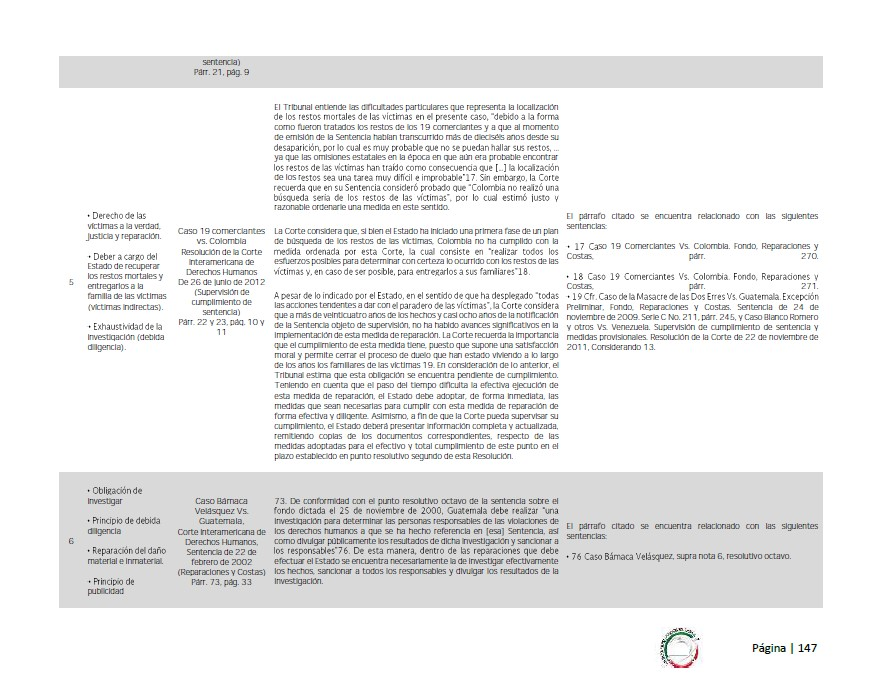 sentencia)
Párr. 21, pág. 9
5
• Derecho de las
víctimas a la verdad,
justicia y reparación.
• Deber a cargo del
Estado de recuperar
los restos mortales y
entregarlos a la
familia de las víctimas
(víctimas indirectas).
• Exhaustividad de la
investigación (debida
diligencia).
Caso 19 comerciantes
vs. Colombia
Resolución de la Corte
Interamericana de
Derechos Humanos
De 26 de junio de 2012
(Supervisión de
cumplimiento de
sentencia)
Párr. 22 y 23, pág. 10 y
11
El Tribunal entiende las dificultades particulares que representa la localización
de los restos mortales de las víctimas en el presente caso, "debido a la forma
como fueron tratados los restos de los 19 comerciantes y a que al momento
de emisión de la Sentencia habían transcurrido más de dieciséis años desde su
desaparición, por lo cual es muy probable que no se puedan hallar sus restos, ...
ya que las omisiones estatales en la época en que aún era probable encontrar
los restos de las víctimas han traído como consecuencia que [...] la localización
de los restos sea una tarea muy difícil e improbable"17. Sin embargo, la Corte
recuerda que en su Sentencia consideró probado que "Colombia no realizó una
búsqueda seria de los restos de las víctimas", por lo cual estimó justo y
razonable ordenarle una medida en este sentido.
La Corte considera que, si bien el Estado ha iniciado una primera fase de un plan
de búsqueda de los restos de las víctimas, Colombia no ha cumplido con la
medida ordenada por esta Corte, la cual consiste en "realizar todos los
esfuerzos posibles para determinar con certeza lo ocurrido con los restos de las
víctimas y, en caso de ser posible, para entregarlos a sus familiares"18.
A pesar de lo indicado por el Estado, en el sentido de que ha desplegado "todas
las acciones tendentes a dar con el paradero de las víctimas", la Corte considera
que a más de veinticuatro años de los hechos y casi ocho años de la notificación
de la Sentencia objeto de supervisión, no ha habido avances significativos en la
implementación de esta medida de reparación. La Corte recuerda la importancia
que el cumplimiento de esta medida tiene, puesto que supone una satisfacción
moral y permite cerrar el proceso de duelo que han estado viviendo a lo largo
de los años los familiares de las víctimas 19. En consideración de lo anterior, el
Tribunal estima que esta obligación se encuentra pendiente de cumplimiento.
Teniendo en cuenta que el paso del tiempo dificulta la efectiva ejecución de
esta medida de reparación, el Estado debe adoptar, de forma inmediata, las
medidas que sean necesarias para cumplir con esta medida de reparación de
forma efectiva y diligente. Asimismo, a fin de que la Corte pueda supervisar su
cumplimiento, el Estado deberá presentar información completa y actualizada,
remitiendo copias de los documentos correspondientes, respecto de las
medidas adoptadas para el efectivo y total cumplimiento de este punto en el
plazo establecido en punto resolutivo segundo de esta Resolución.
El párrafo citado se encuentra relacionado con las siguientes
sentencias:
• 17 Caso 19 Comerciantes Vs. Colombia. Fondo, Reparaciones y
Costas, párr. 270.
• 18 Caso 19 Comerciantes Vs. Colombia. Fondo, Reparaciones y
Costas, párr. 271.
• 19 Cfr. Caso de la Masacre de las Dos Erres Vs. Guatemala. Excepción
Preliminar, Fondo, Reparaciones y Costas. Sentencia de 24 de
noviembre de 2009. Serie C No. 211, párr. 245, y Caso Blanco Romero
y otros Vs. Venezuela. Supervisión de cumplimiento de sentencia y
medidas provisionales. Resolución de la Corte de 22 de noviembre de
2011, Considerando 13.
6
• Obligación de
investigar
• Principio de debida
diligencia
• Reparación del daño
material e inmaterial.
• Principio de
publicidad
Caso Bámaca
Velásquez Vs.
Guatemala.
Corte Interamericana de
Derechos Humanos,
Sentencia de 22 de
febrero de 2002
(Reparaciones y Costas)
Párr. 73, pág. 33
73. De conformidad con el punto resolutivo octavo de la sentencia sobre el
fondo dictada el 25 de noviembre de 2000, Guatemala debe realizar "una
investigación para determinar las personas responsables de las violaciones de
los derechos humanos a que se ha hecho referencia en [esa] Sentencia, así
como divulgar públicamente los resultados de dicha investigación y sancionar a
los responsables"76. De esta manera, dentro de las reparaciones que debe
efectuar el Estado se encuentra necesariamente la de investigar efectivamente
los hechos, sancionar a todos los responsables y divulgar los resultados de la
investigación.
El párrafo citado se encuentra relacionado con las siguientes
sentencias:
• 76 Caso Bámaca Velásquez, supra nota 6, resolutivo octavo.
Página | 147